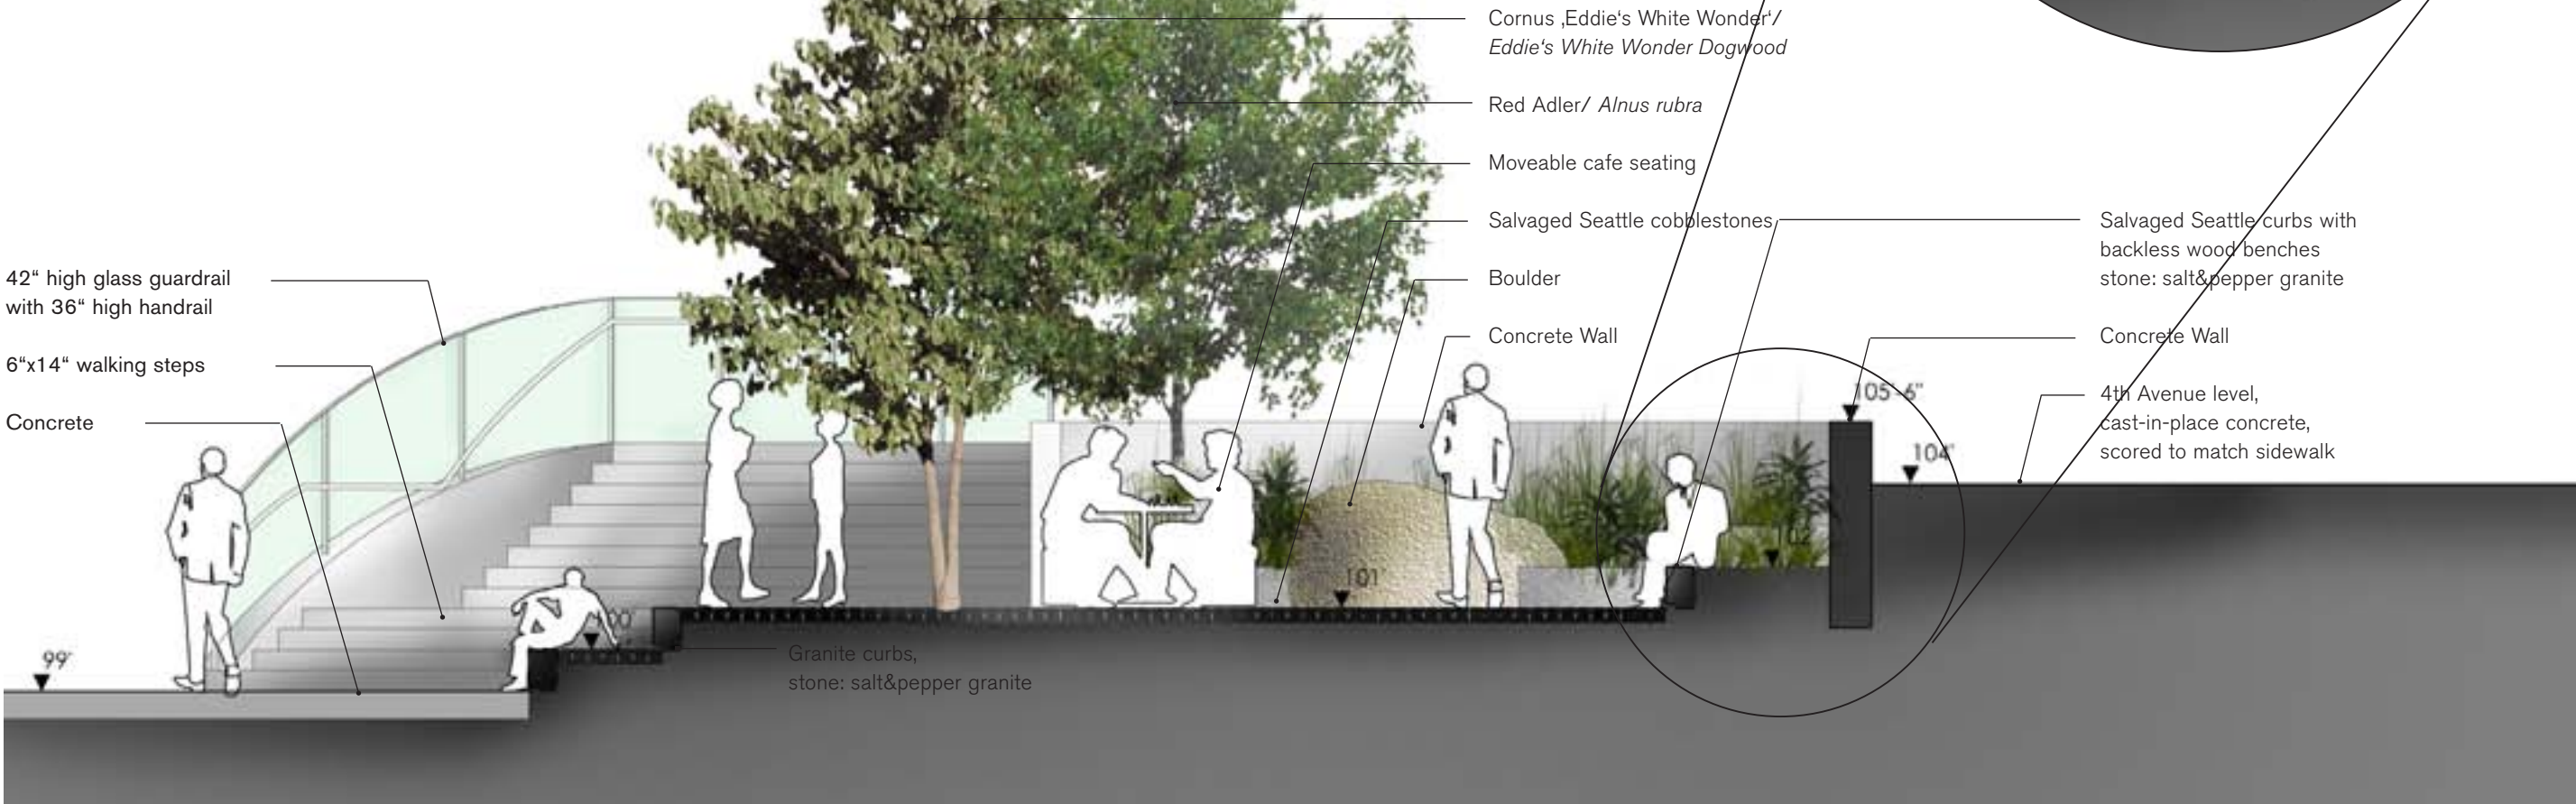 Cornus ‚Eddie‘s White Wonder‘/
Eddie‘s White Wonder Dogwood
Red Adler/ Alnus rubra
Moveable cafe seating
Salvaged Seattle cobblestones
Boulder
Concrete Wall
42“ high glass guardrail
with 36“ high handrail
6“x14“ walking steps
Concrete
Salvaged Seattle curbs with
backless wood benches
stone: salt&pepper granite
Concrete Wall
4th Avenue level,
cast-in-place concrete,
scored to match sidewalk
105'-6"
104'
102'
101'
99'
Granite curbs,
stone: salt&pepper granite